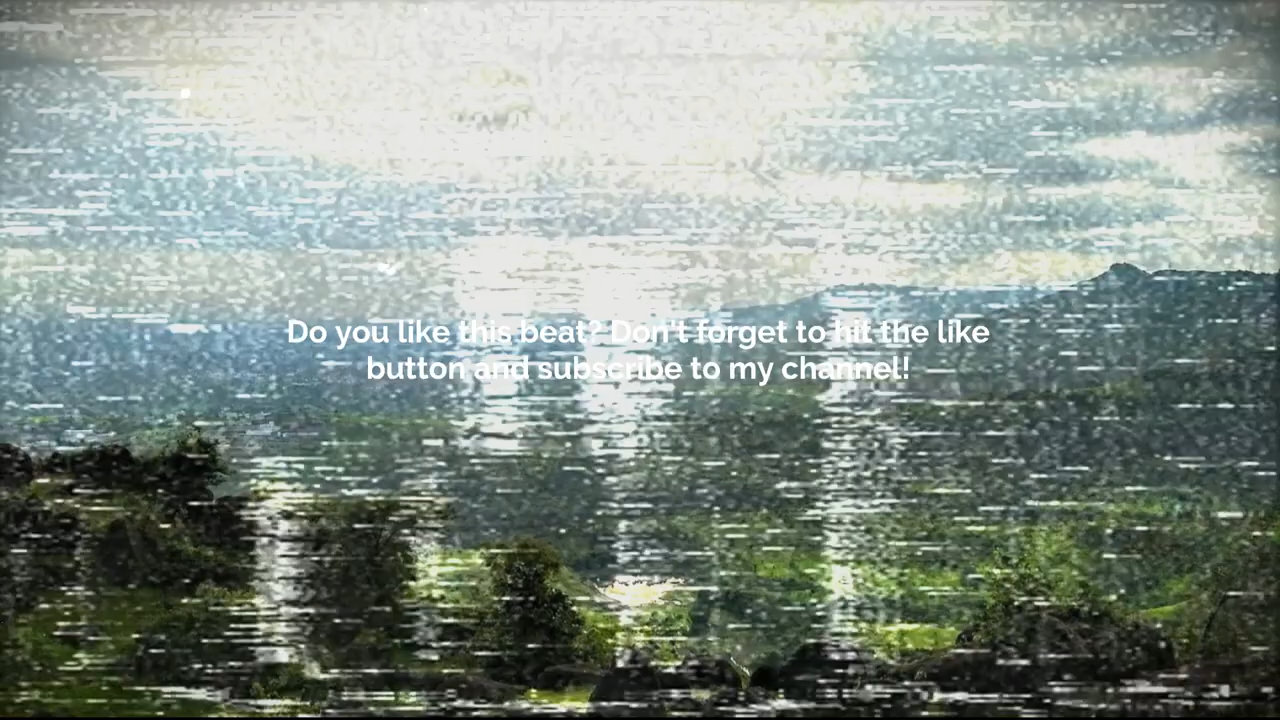 Do you like this beat? Don't forget to hit the like
button and subscribe to my channel!